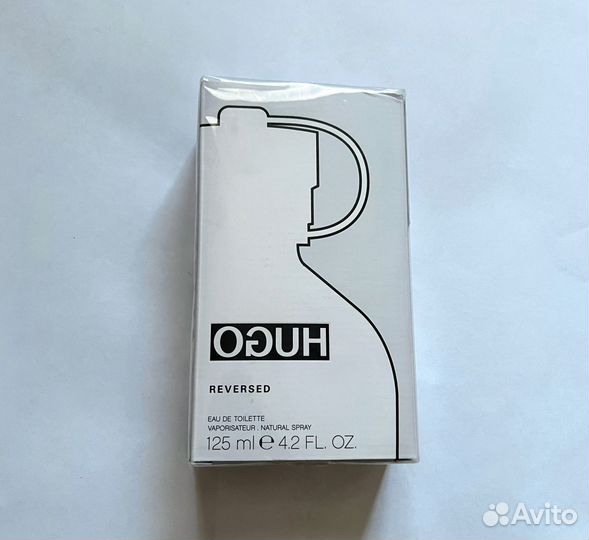 HUGO
REVERSED
EAU DE TOILETTE
VAPORISATEUR . NATURAL SPRAY
125 ml ℮ 4.2 FL. OZ.
Avito